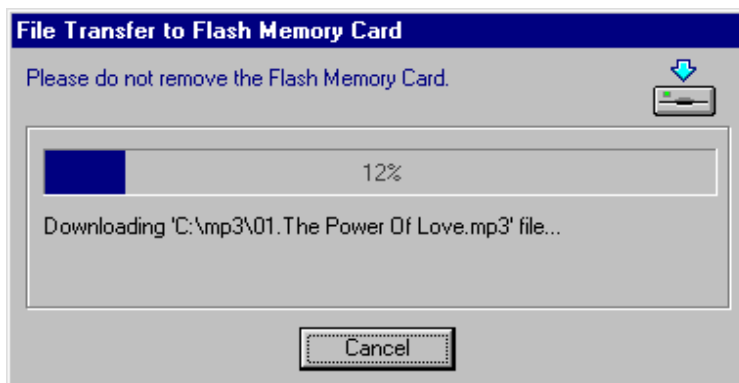 File Transfer to Flash Memory Card
Please do not remove the Flash Memory Card.
12%
Downloading 'C:\mp3\01.The Power Of Love.mp3' file...
Cancel